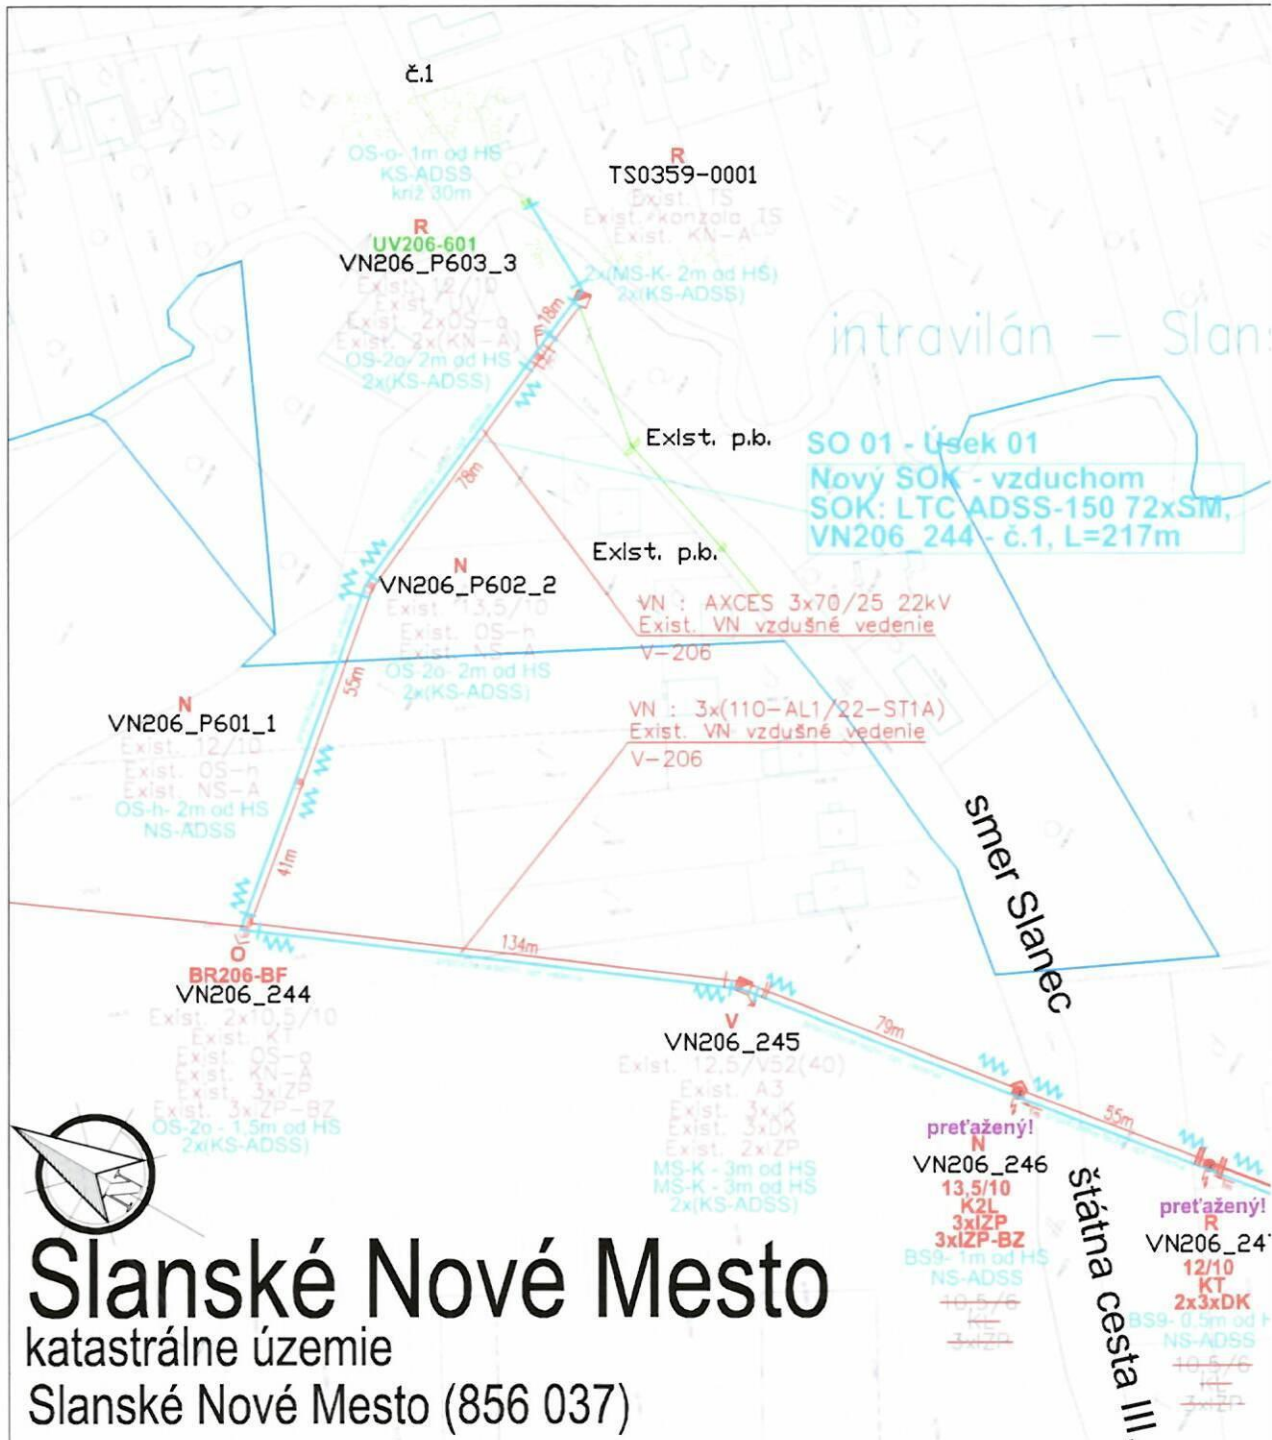 č.1
OS-o- 1m od HS
KS-ADSS
križ 30m
R
TS0359-0001
Exist. TS
Exist. konzola TS
Exist. KN-A
2x(MS-K- 2m od HS)
2x(KS-ADSS)
R
UV206-601
VN206_P603_3
Exist. 12/10
Exist. UV
Exist. 2xOS-o
Exist. 2x(KN-A)
OS-2o- 2m od HS
2x(KS-ADSS)
18m
intravilán - Slans
Exist. p.b.
SO 01 - Úsek 01
Nový SOK - vzduchom
SOK: LTC ADSS-150 72xSM,
VN206_244 - č.1, L=217m
78m
Exist. p.b.
N
VN206_P602_2
Exist. 13,5/10
Exist. OS-h
Exist. NS-A
OS-2o- 2m od HS
2x(KS-ADSS)
VN : AXCES 3x70/25 22kV
Exist. VN vzdušné vedenie
V-206
55m
N
VN206_P601_1
Exist. 12/10
Exist. OS-h
Exist. NS-A
OS-h- 2m od HS
NS-ADSS
VN : 3x(110-AL1/22-ST1A)
Exist. VN vzdušné vedenie
V-206
41m
smer Slanec
134m
O
BR206-BF
VN206_244
Exist. 2x10,5/10
Exist. KT
Exist. OS-o
Exist. KN-A
Exist. 3xIZP
Exist. 3xIZP-BZ
OS-2o - 1,5m od HS
2x(KS-ADSS)
V
VN206_245
Exist. 12,5/V52(40)
Exist. A3
Exist. 3xJK
Exist. 3xDK
Exist. 2xIZP
MS-K - 3m od HS
MS-K - 3m od HS
2x(KS-ADSS)
79m
55m
preťažený!
N
VN206_246
13,5/10
K2L
3xIZP
3xIZP-BZ
BS9- 1m od HS
NS-ADSS
10,5/6
KL
3xIZP
štátna cesta III.
preťažený!
R
VN206_247
12/10
KT
2x3xDK
BS9- 0,5m od H
NS-ADSS
10,5/6
KL
3xIZP
Slanské Nové Mesto
katastrálne územie
Slanské Nové Mesto (856 037)